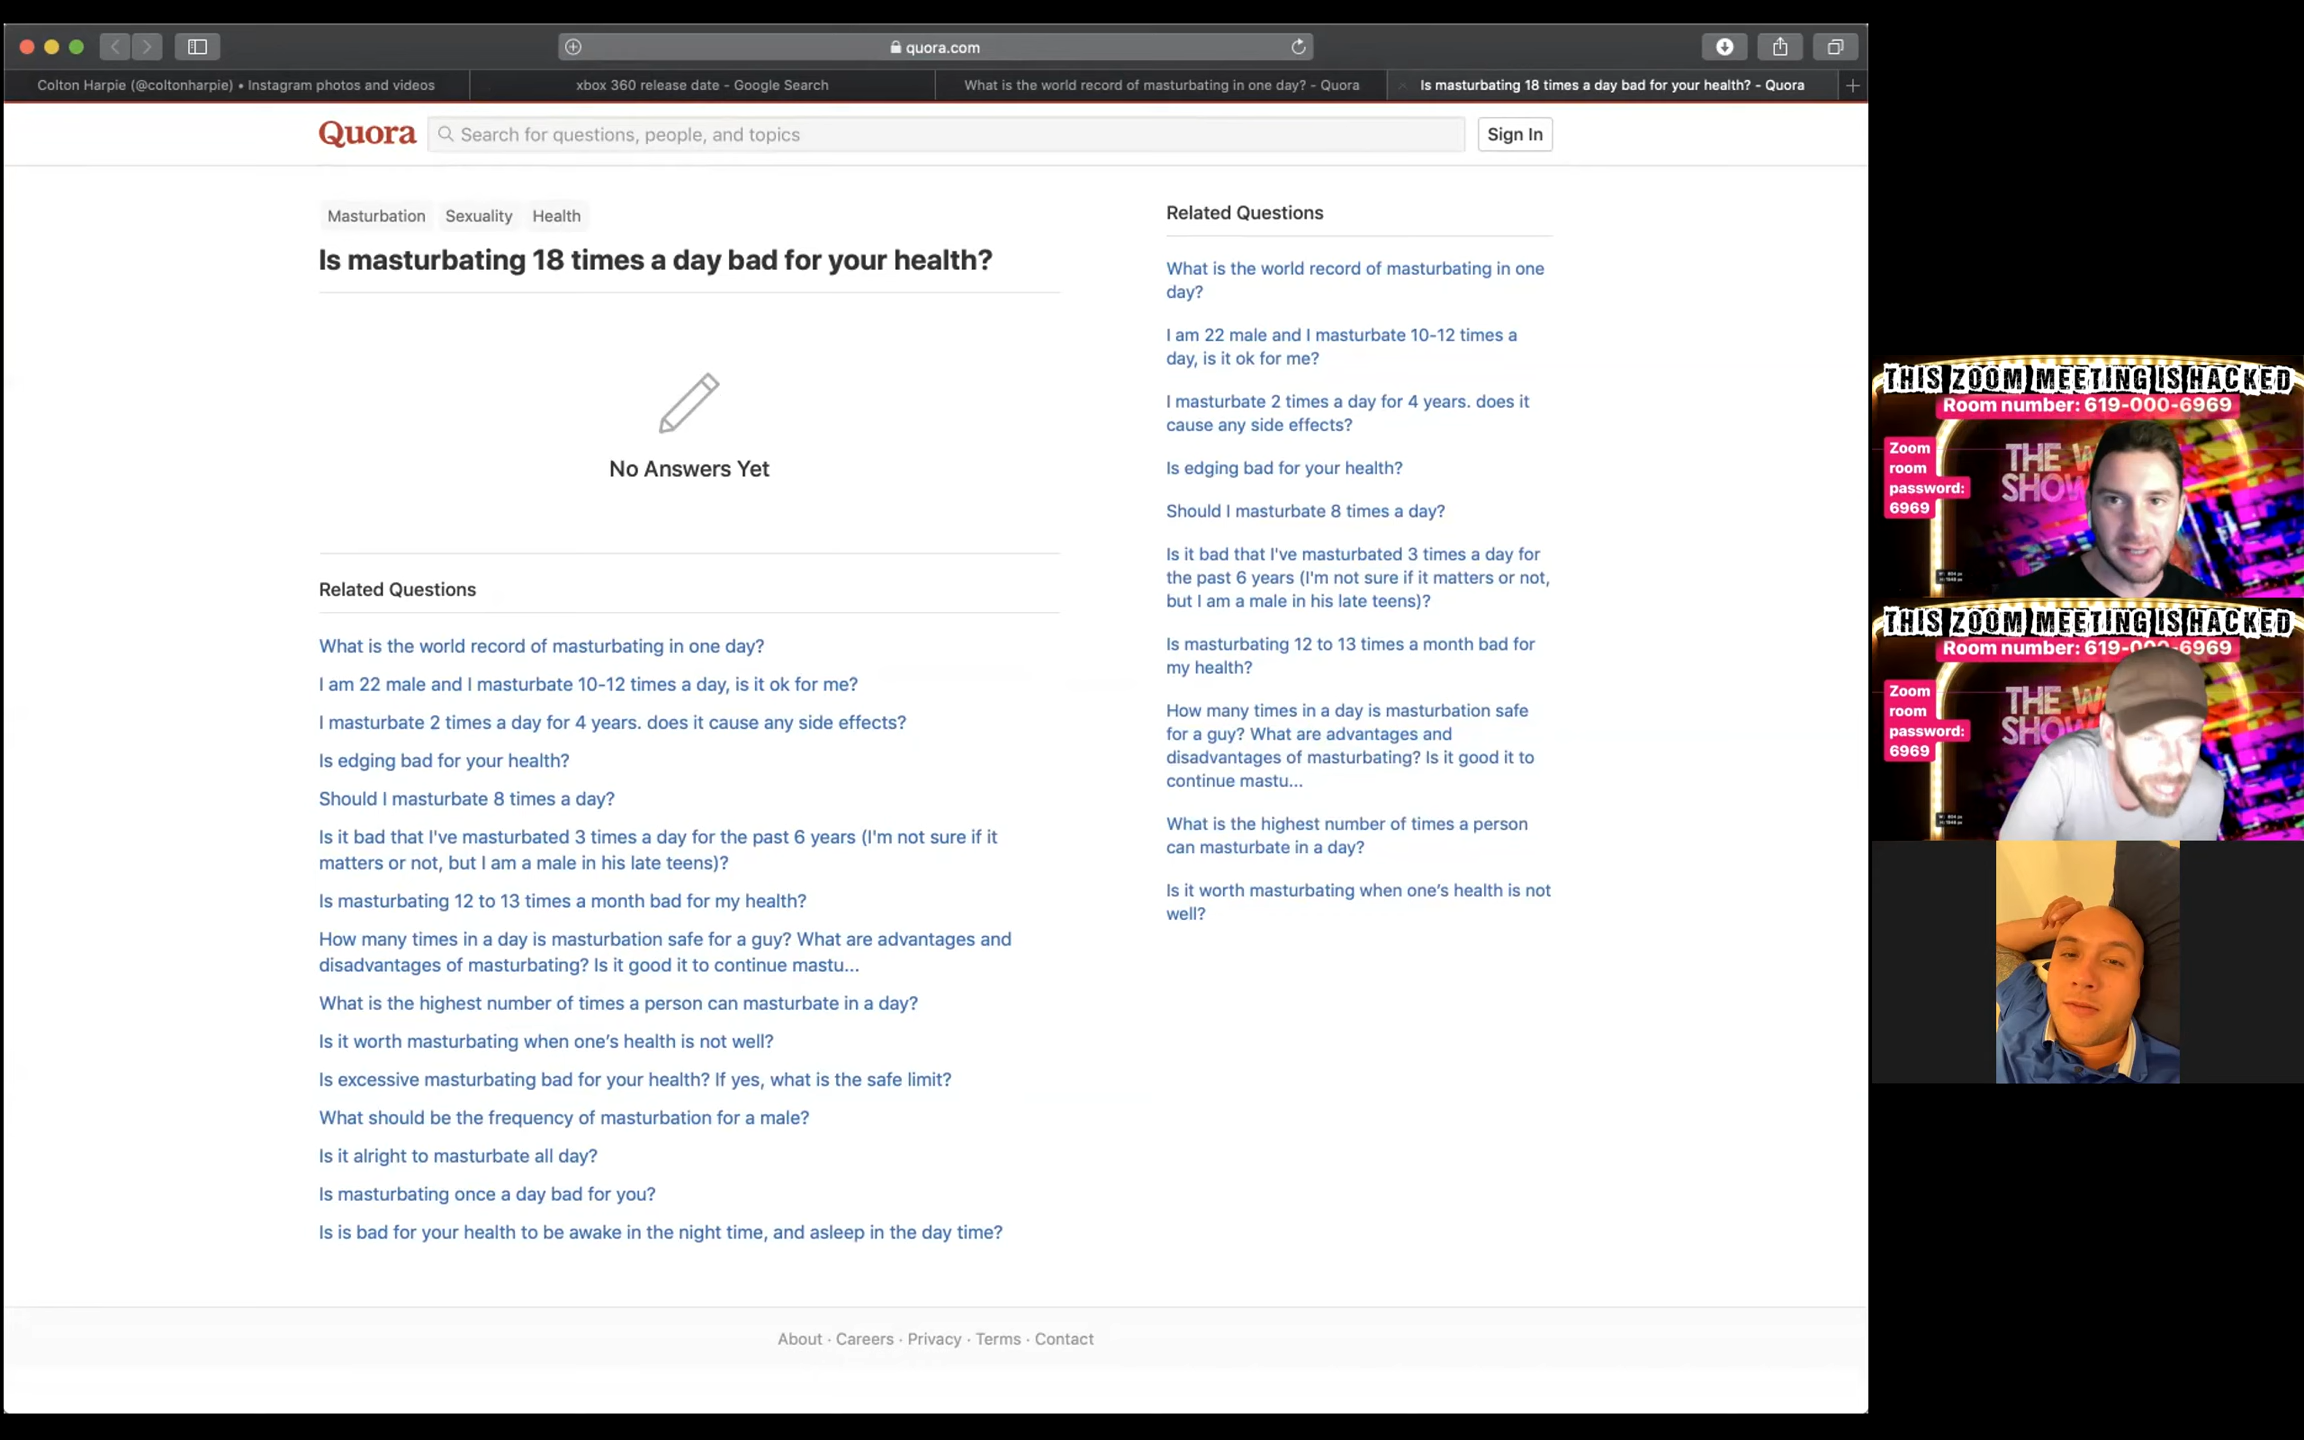 quora.com
Colton Harpie (@coltonharpie) • Instagram photos and videos
xbox 360 release date - Google Search
What is the world record of masturbating in one day? - Quora
Is masturbating 18 times a day bad for your health? - Quora
Quora
Search for questions, people, and topics
Sign In
Masturbation Sexuality Health
Is masturbating 18 times a day bad for your health?
No Answers Yet
Related Questions
What is the world record of masturbating in one day?
I am 22 male and I masturbate 10-12 times a day, is it ok for me?
I masturbate 2 times a day for 4 years. does it cause any side effects?
Is edging bad for your health?
Should I masturbate 8 times a day?
Is it bad that I've masturbated 3 times a day for the past 6 years (I'm not sure if it
matters or not, but I am a male in his late teens)?
Is masturbating 12 to 13 times a month bad for my health?
How many times in a day is masturbation safe for a guy? What are advantages and
disadvantages of masturbating? Is it good it to continue mastu...
What is the highest number of times a person can masturbate in a day?
Is it worth masturbating when one’s health is not well?
Is excessive masturbating bad for your health? If yes, what is the safe limit?
What should be the frequency of masturbation for a male?
Is it alright to masturbate all day?
Is masturbating once a day bad for you?
Is is bad for your health to be awake in the night time, and asleep in the day time?
Related Questions
What is the world record of masturbating in one
day?
I am 22 male and I masturbate 10-12 times a
day, is it ok for me?
I masturbate 2 times a day for 4 years. does it
cause any side effects?
Is edging bad for your health?
Should I masturbate 8 times a day?
Is it bad that I've masturbated 3 times a day for
the past 6 years (I'm not sure if it matters or not,
but I am a male in his late teens)?
Is masturbating 12 to 13 times a month bad for
my health?
How many times in a day is masturbation safe
for a guy? What are advantages and
disadvantages of masturbating? Is it good it to
continue mastu...
What is the highest number of times a person
can masturbate in a day?
Is it worth masturbating when one’s health is not
well?
About · Careers · Privacy · Terms · Contact
THIS ZOOM MEETING IS HACKED
Room number: 619-000-6969
Zoom
room
password:
6969
THE W
SHOW
THIS ZOOM MEETING IS HACKED
Room number: 619-000-6969
Zoom
room
password:
6969
THE W
SHOW